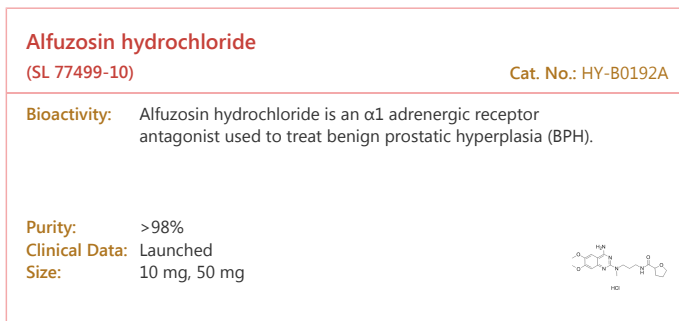 Alfuzosin hydrochloride
(SL 77499-10) Cat. No.: HY-B0192A
Bioactivity: Alfuzosin hydrochloride is an α1 adrenergic receptor
antagonist used to treat benign prostatic hyperplasia (BPH).
Purity: >98%
Clinical Data: Launched
Size: 10 mg, 50 mg
H₂N
O
O
N
N
N
N
H
O
O
HCl